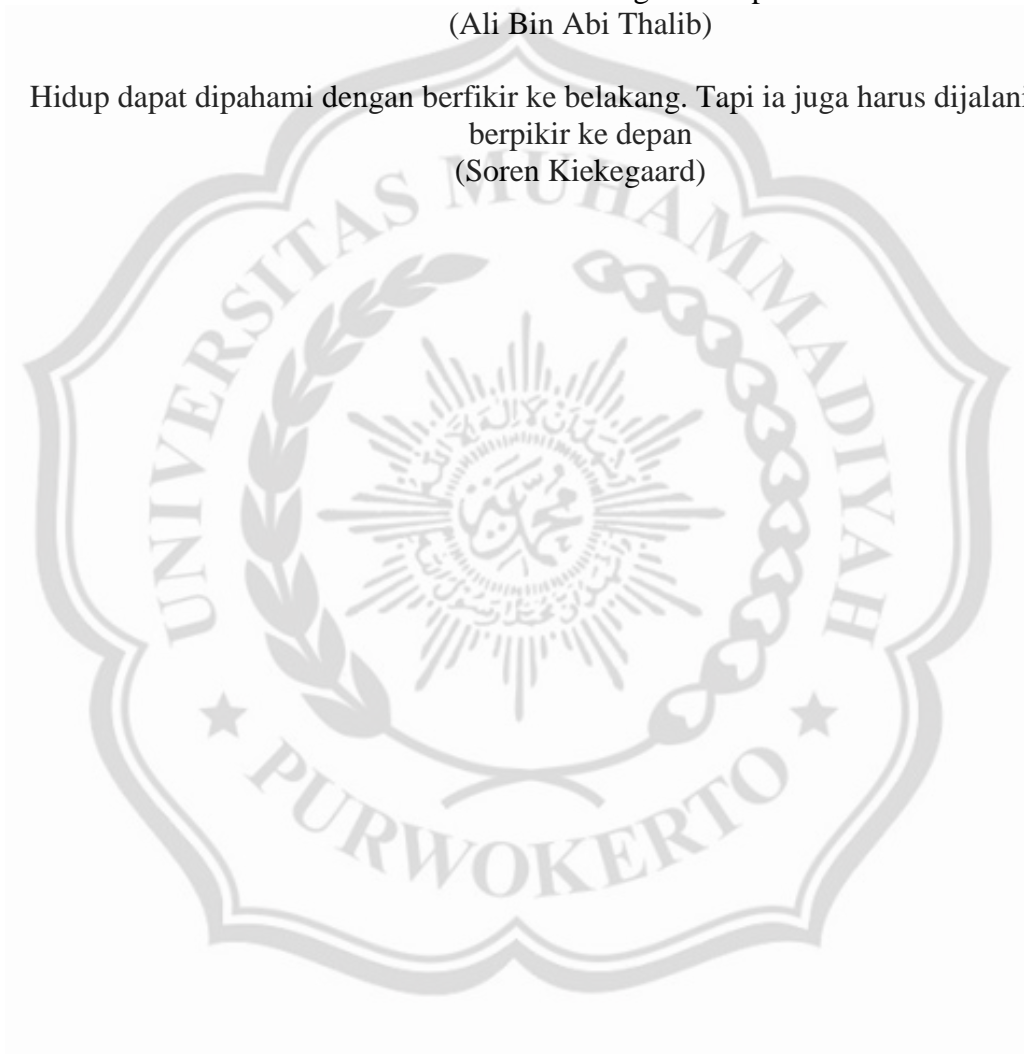 (Ali Bin Abi Thalib)
Hidup dapat dipahami dengan berfikir ke belakang. Tapi ia juga harus dijalani
berpikir ke depan
(Soren Kiekegaard)
UNIVERSITAS MUHAMMADIYAH
PURWOKERTO
محمد